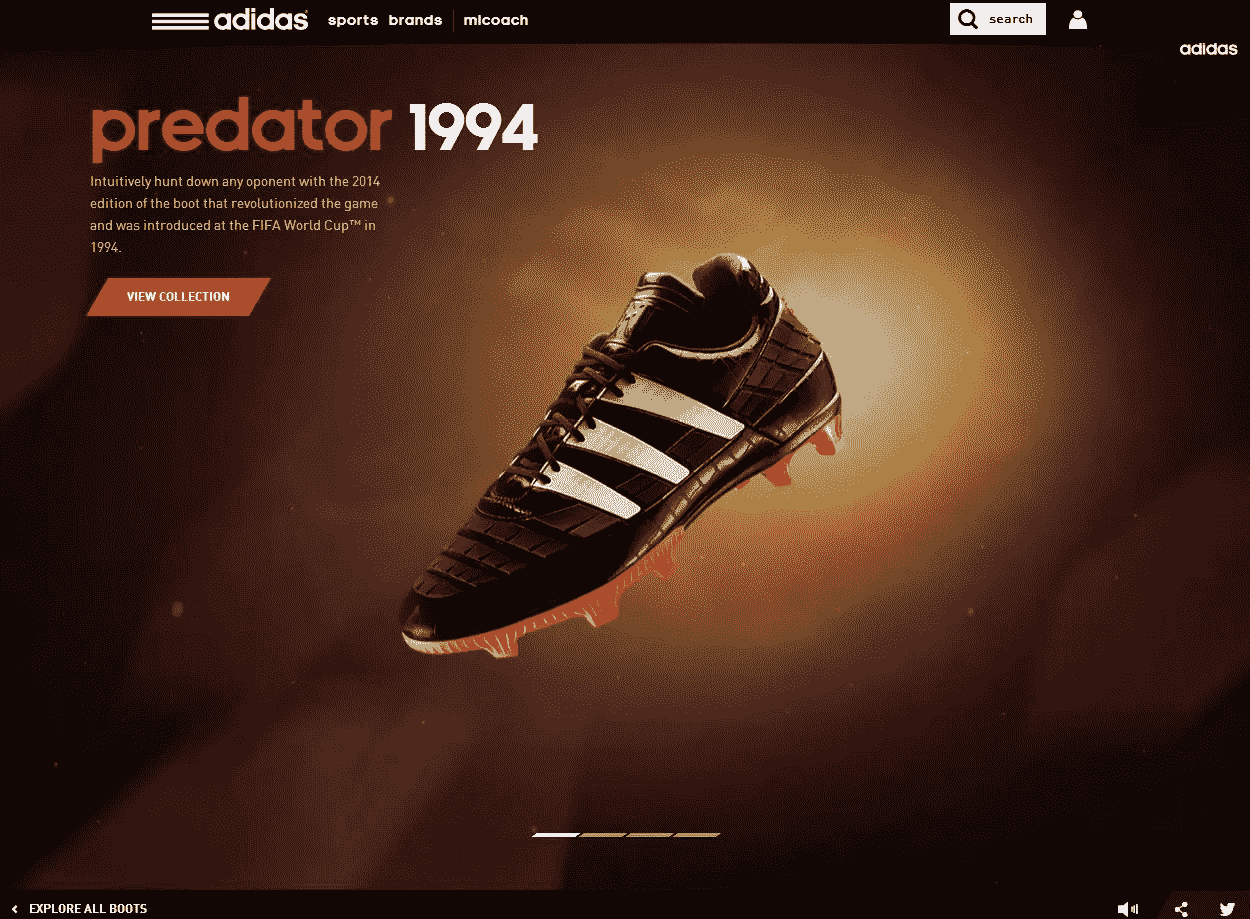 adidas
sports brands micoach
search
adidas
predator 1994
Intuitively hunt down any oponent with the 2014
edition of the boot that revolutionized the game
and was introduced at the FIFA World Cup™ in
1994.
VIEW COLLECTION
EXPLORE ALL BOOTS